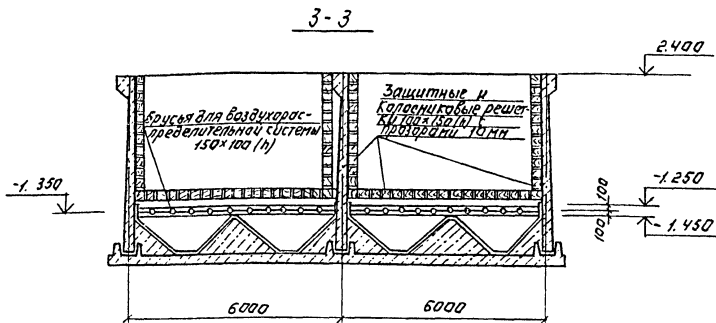 3-3
2.400
Защитные и
Колосниковые решет-
ки 100×150(h) с
прозорами 10мм
Брусья для воздухорас-
пределительной системы
150×100 (h)
-1.350
-1.250
100
100
-1.450
6000
6000